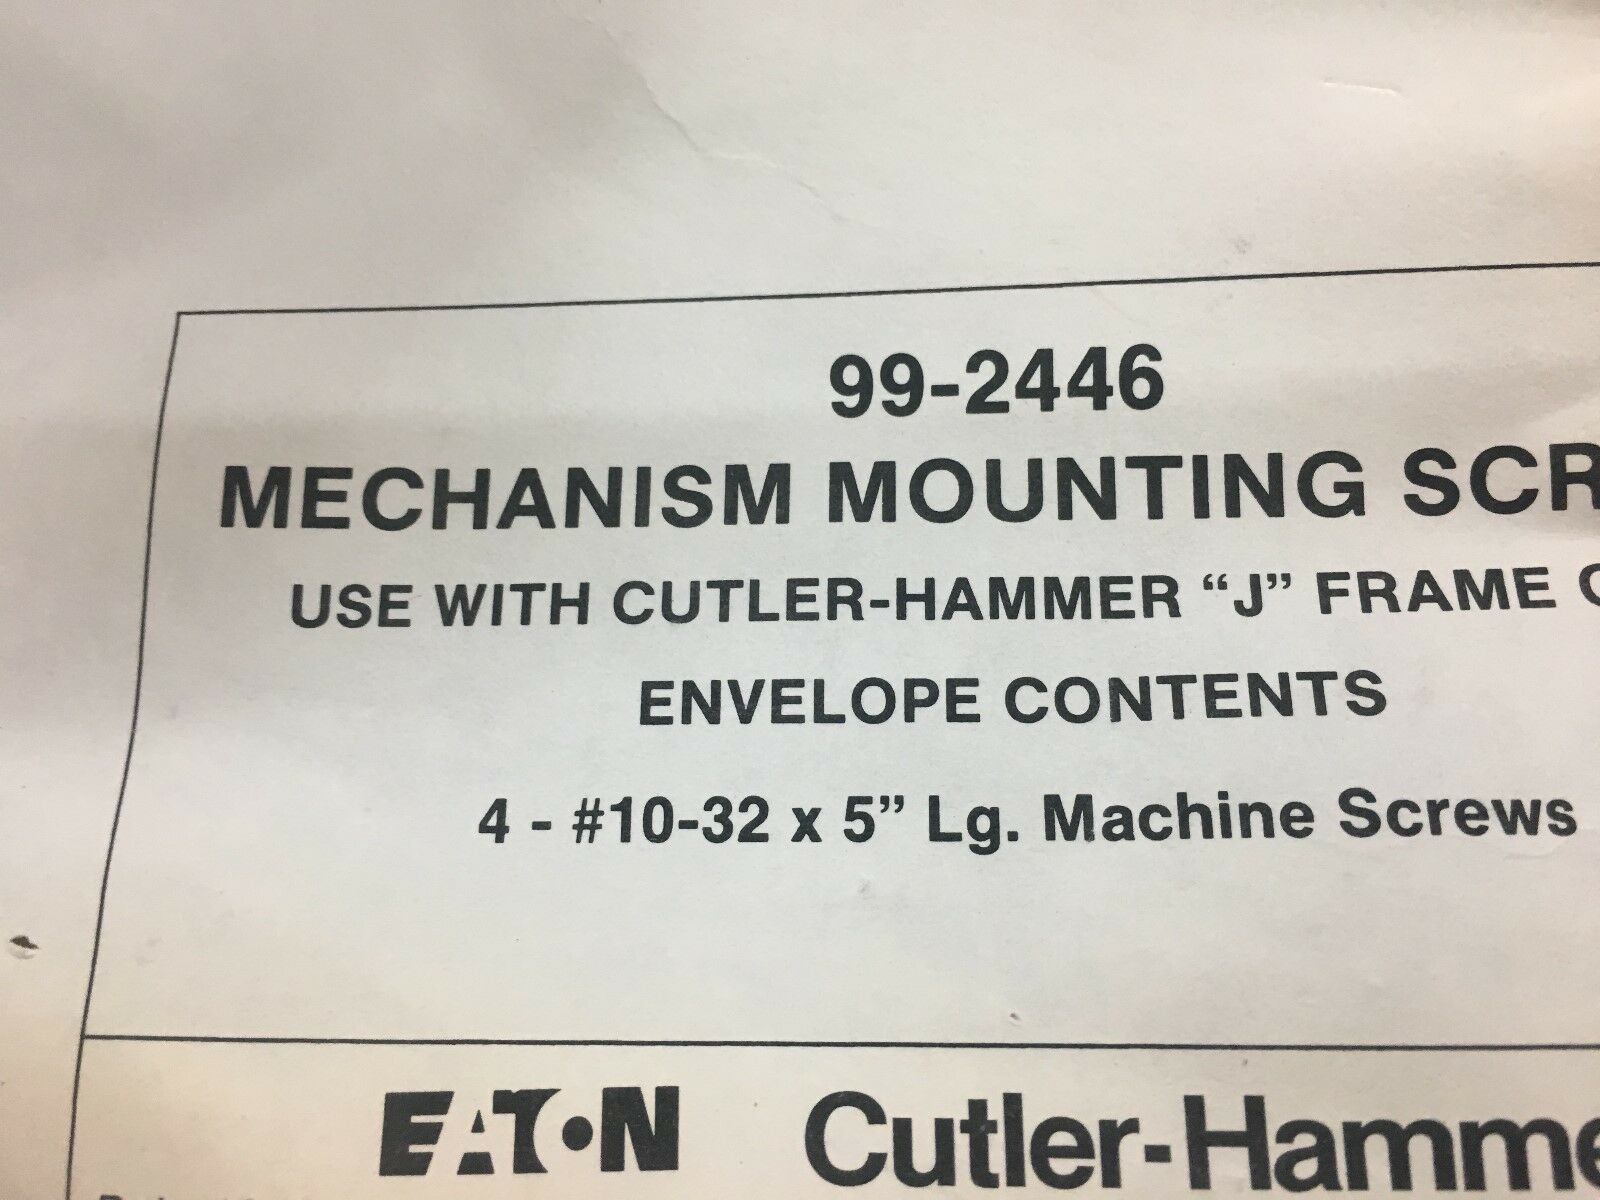 99-2446
MECHANISM MOUNTING SCR
USE WITH CUTLER-HAMMER “J” FRAME
ENVELOPE CONTENTS
4 - #10-32 x 5” Lg. Machine Screws
EATON Cutler-Hamme